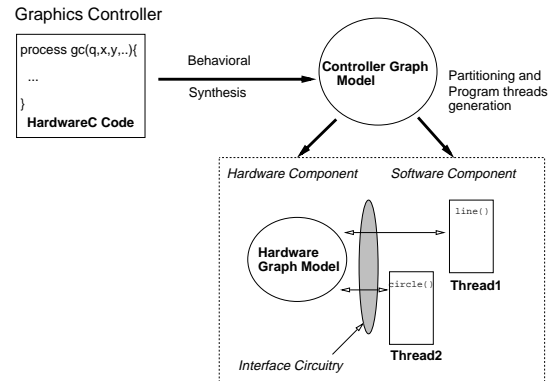 Graphics Controller
process gc(q,x,y,..){
...
}
HardwareC Code
Behavioral
Synthesis
Controller Graph
Model
Partitioning and
Program threads
generation
Hardware Component
Software Component
line()
Hardware
Graph Model
Thread1
circle()
Thread2
Interface Circuitry